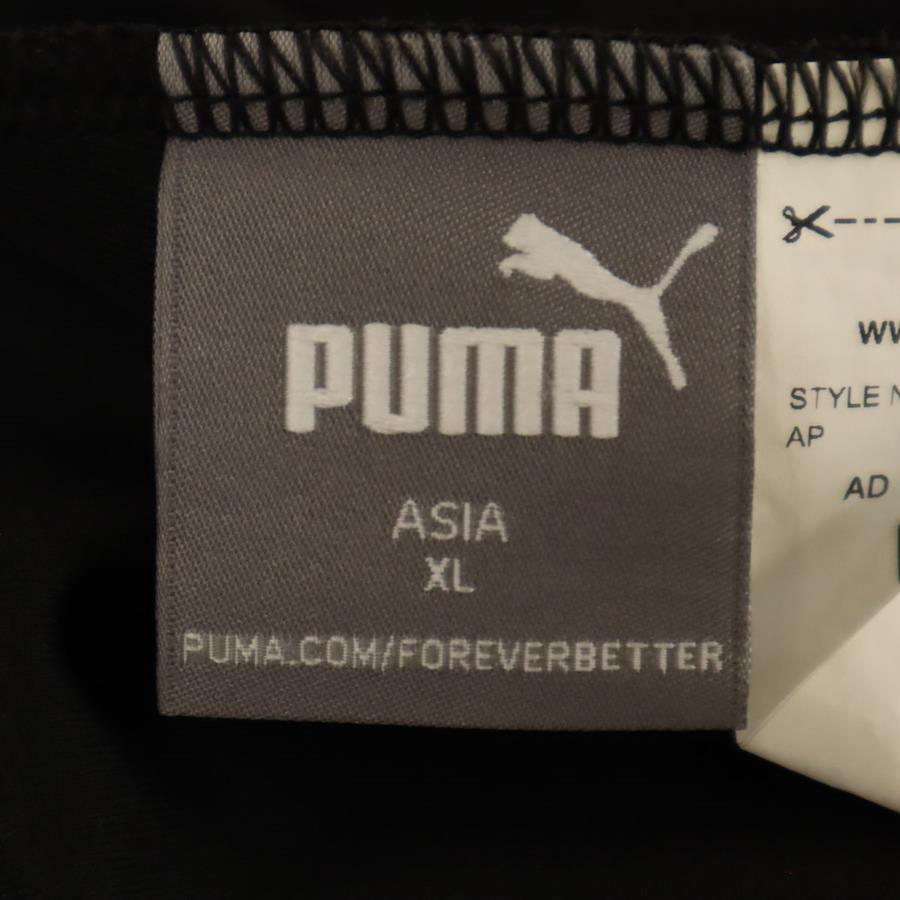 PUMA
ASIA
XL
PUMA.COM/FOREVERBETTER
STYLE
AP
AD